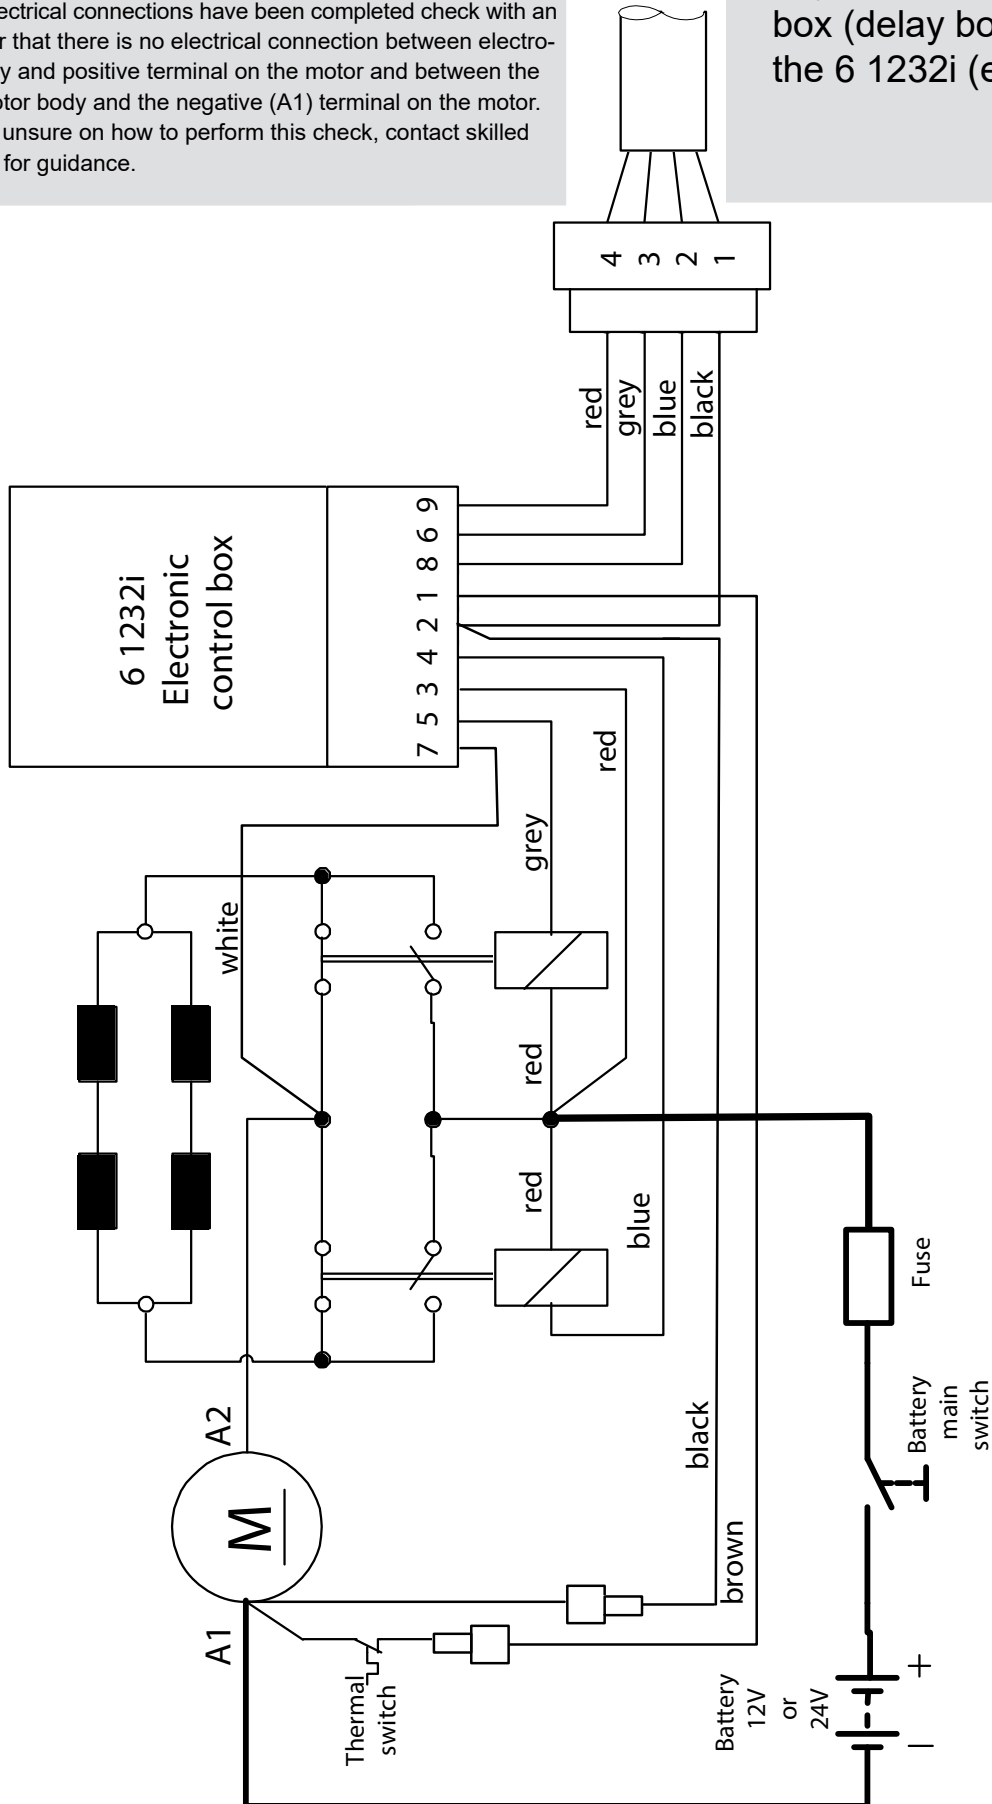 ectrical connections have been completed check with an
r that there is no electrical connection between electro-
y and positive terminal on the motor and between the
otor body and the negative (A1) terminal on the motor.
unsure on how to perform this check, contact skilled
for guidance.
box (delay bo
the 6 1232i (e
4
3
2
1
red
grey
blue
black
6 1232i
Electronic
control box
9
6
8
1
2
4
3
5
7
red
grey
white
red
red
blue
Fuse
Battery
main
switch
A2
black
M
brown
A1
Thermal
switch
Battery
12V
or
24V
+
–